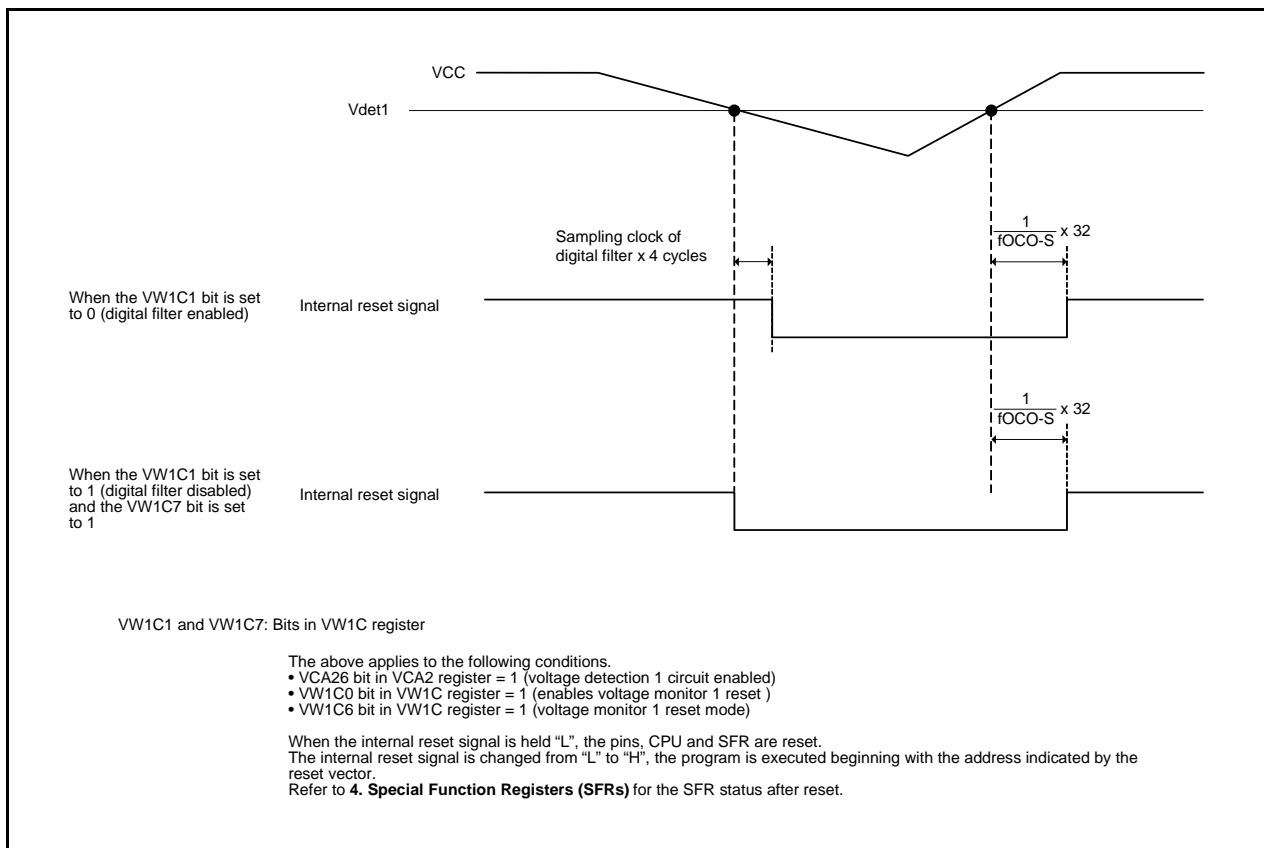 VCC
Vdet1
Sampling clock of
digital filter x 4 cycles
1
fOCO-S
x 32
When the VW1C1 bit is set
to 0 (digital filter enabled)
Internal reset signal
1
fOCO-S
x 32
When the VW1C1 bit is set
to 1 (digital filter disabled)
and the VW1C7 bit is set
to 1
Internal reset signal
VW1C1 and VW1C7: Bits in VW1C register
The above applies to the following conditions.
• VCA26 bit in VCA2 register = 1 (voltage detection 1 circuit enabled)
• VW1C0 bit in VW1C register = 1 (enables voltage monitor 1 reset )
• VW1C6 bit in VW1C register = 1 (voltage monitor 1 reset mode)
When the internal reset signal is held “L”, the pins, CPU and SFR are reset.
The internal reset signal is changed from “L” to “H”, the program is executed beginning with the address indicated by the
reset vector.
Refer to 4. Special Function Registers (SFRs) for the SFR status after reset.